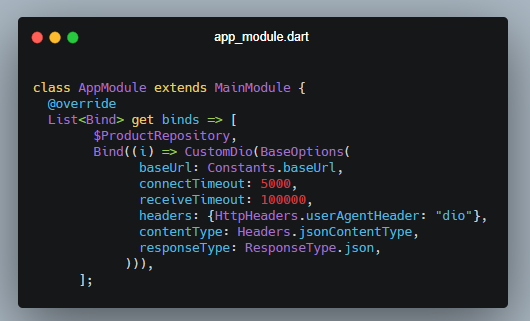 app_module.dart
class AppModule extends MainModule {
  @override
  List<Bind> get binds => [
        $ProductRepository,
        Bind((i) => CustomDio(BaseOptions(
              baseUrl: Constants.baseUrl,
              connectTimeout: 5000,
              receiveTimeout: 100000,
              headers: {HttpHeaders.userAgentHeader: "dio"},
              contentType: Headers.jsonContentType,
              responseType: ResponseType.json,
            ))),
      ];